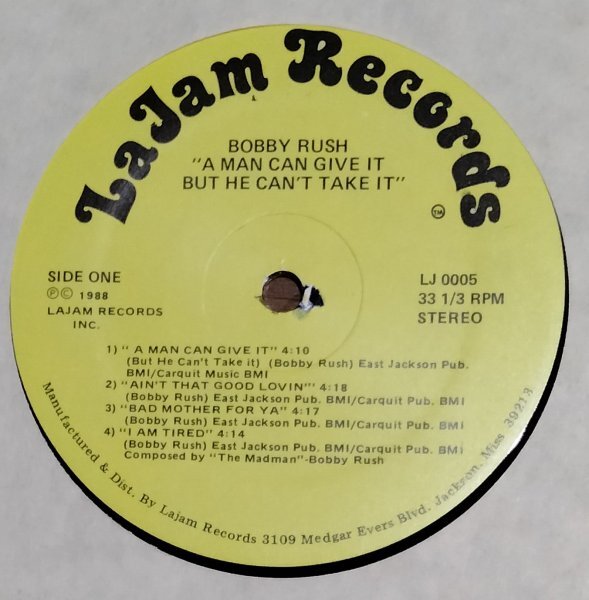 LaJam Records
TM
BOBBY RUSH
"A MAN CAN GIVE IT
BUT HE CAN'T TAKE IT"
SIDE ONE
Ⓟ © 1988
LAJAM RECORDS
INC.
LJ 0005
33 1/3 RPM
STEREO
1) " A MAN CAN GIVE IT" 4:10
(But He Can't Take it) (Bobby Rush) East Jackson Pub.
BMI/Carquit Music BMI
2) "AIN'T THAT GOOD LOVIN'" 4:18
(Bobby Rush) East Jackson Pub. BMI/Carquit Pub. BMI
3) "BAD MOTHER FOR YA" 4:17
(Bobby Rush) East Jackson Pub. BMI/Carquit Pub. BMI
4) "I AM TIRED" 4:14
(Bobby Rush) East Jackson Pub. BMI/Carquit Pub. BMI
Composed by "The Madman"-Bobby Rush
Manufactured & Dist. By Lajam Records 3109 Medgar Evers Blvd. Jackson, Miss 39213